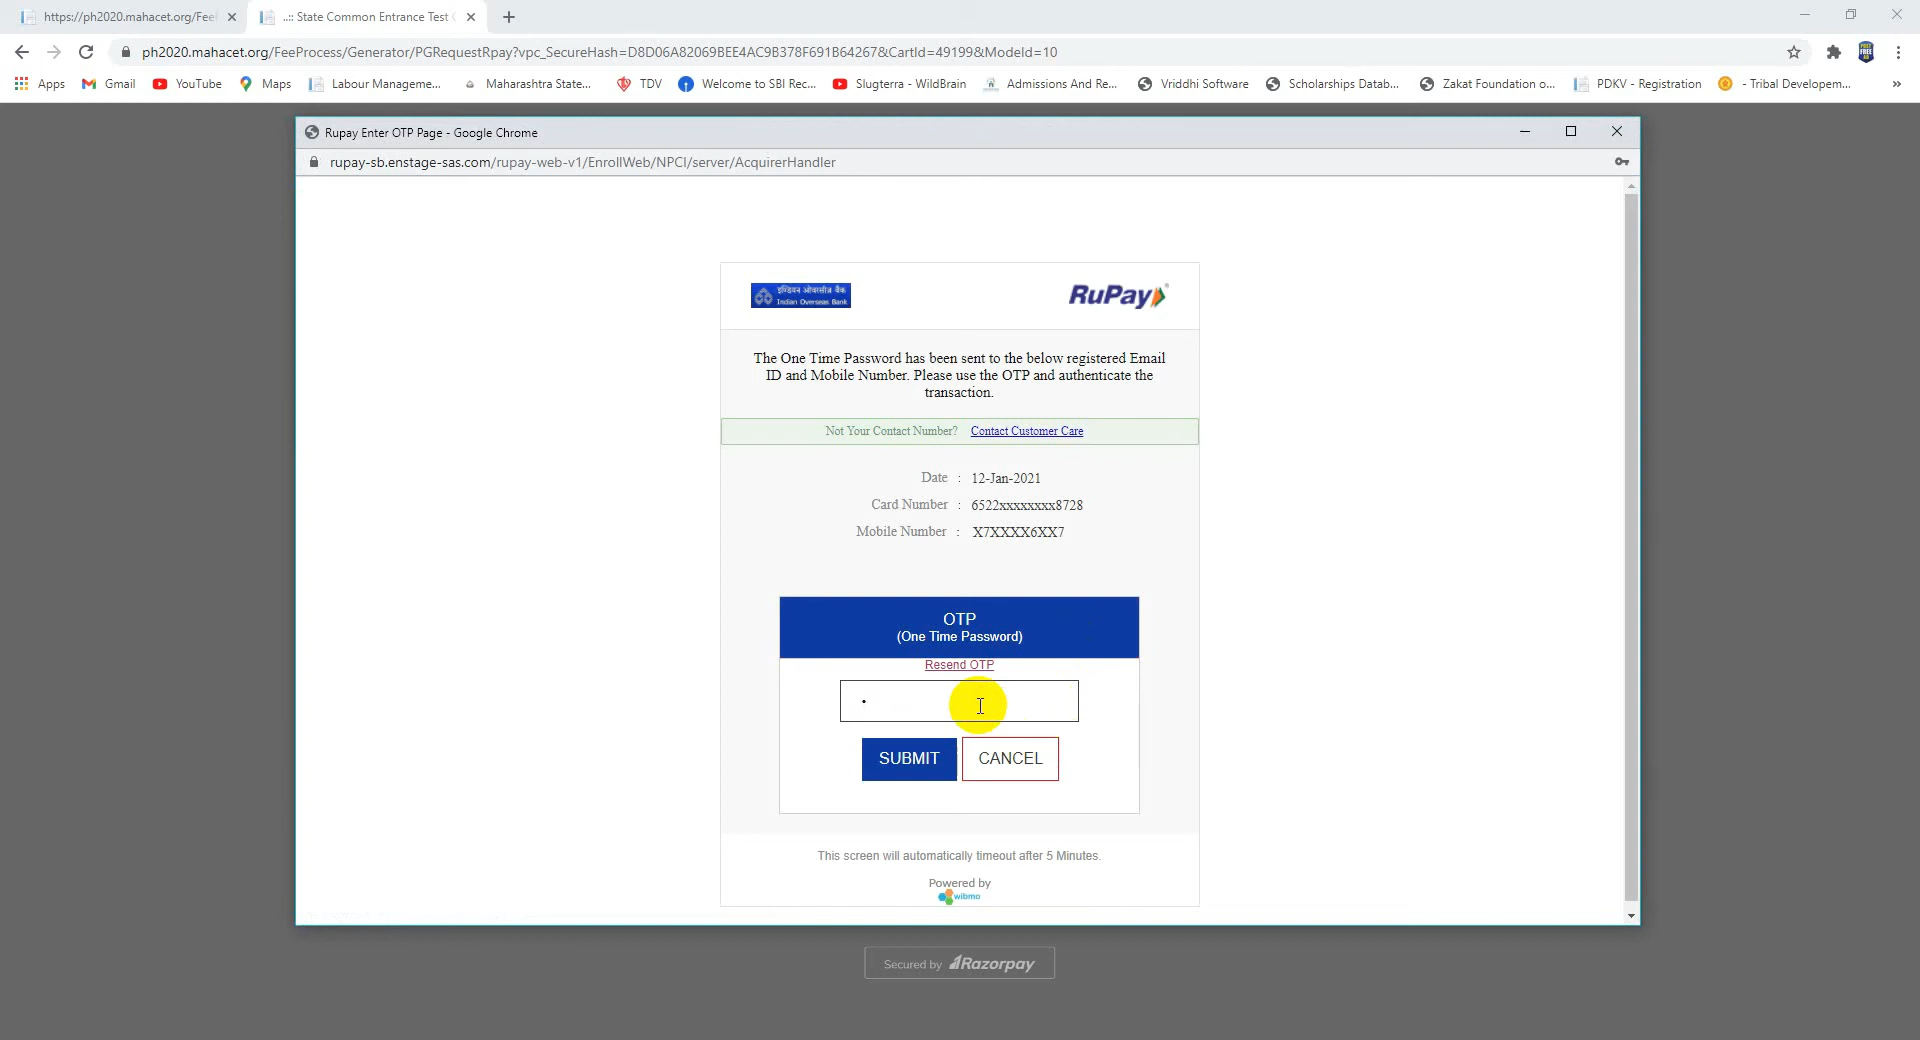 https://ph2020.mahacet.org/Fee
..:: State Common Entrance Test C
ph2020.mahacet.org/FeeProcess/Generator/PGRequestRpay?vpc_SecureHash=D8D06A82069BEE4AC9B378F691B64267&CartId=49199&ModeId=10
Apps Gmail YouTube Maps Labour Manageme... Maharashtra State... TDV Welcome to SBI Rec... Slugterra - WildBrain Admissions And Re... Vriddhi Software Scholarships Datab... Zakat Foundation o... PDKV - Registration - Tribal Developem... »
Rupay Enter OTP Page - Google Chrome
rupay-sb.enstage-sas.com/rupay-web-v1/EnrollWeb/NPCI/server/AcquirerHandler
इण्डियन ओवरसीज़ बैंक
Indian Overseas Bank
RuPay
The One Time Password has been sent to the below registered Email
ID and Mobile Number. Please use the OTP and authenticate the
transaction.
Not Your Contact Number? Contact Customer Care
Date : 12-Jan-2021
Card Number : 6522xxxxxxxx8728
Mobile Number : X7XXXX6XX7
OTP
(One Time Password)
Resend OTP
SUBMIT CANCEL
This screen will automatically timeout after 5 Minutes.
Powered by
wibmo
Secured by Razorpay